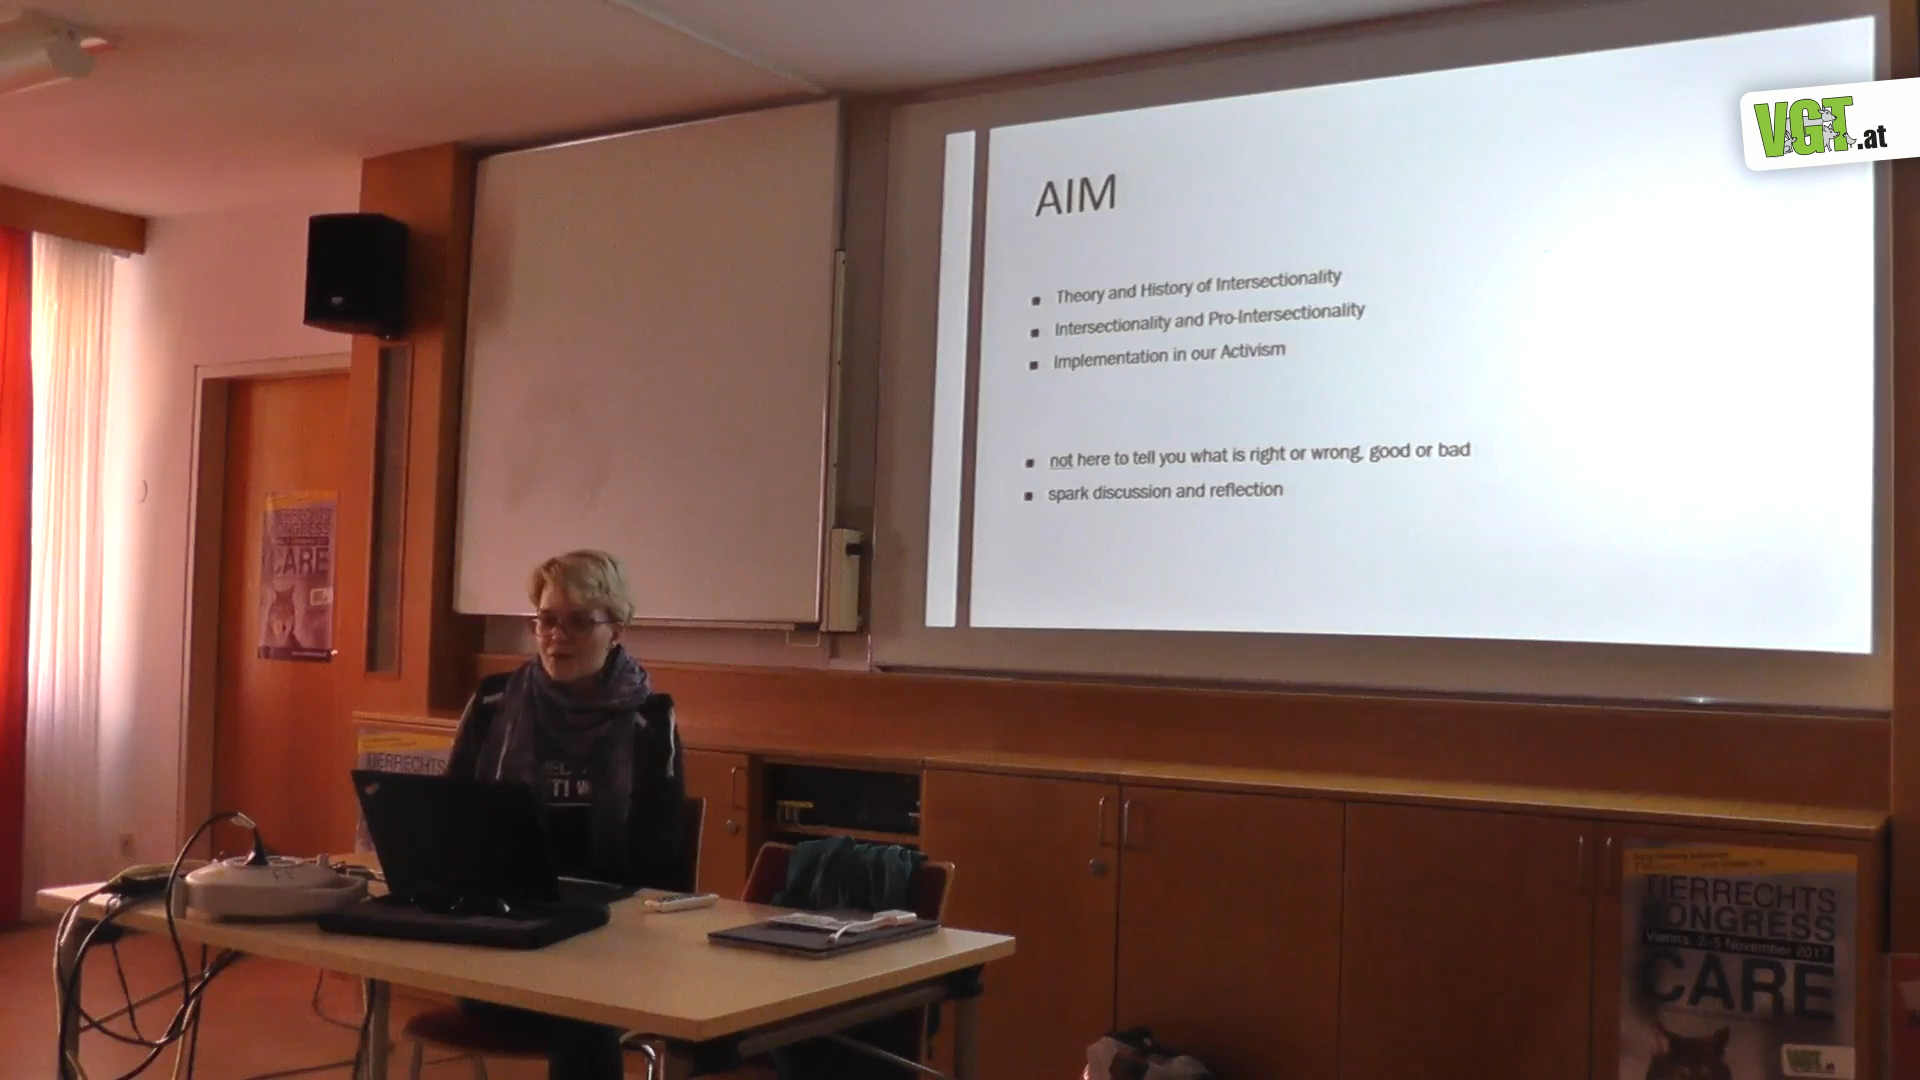 VGT.at
AIM
Theory and History of Intersectionality
Intersectionality and Pro-Intersectionality
Implementation in our Activism
not here to tell you what is right or wrong, good or bad
spark discussion and reflection
TIERRECHTS
KONGRESS
CARE
TIERRECHTS
TIERRECHTS
KONGRESS
Vienna, 2–5 November 2017
CARE